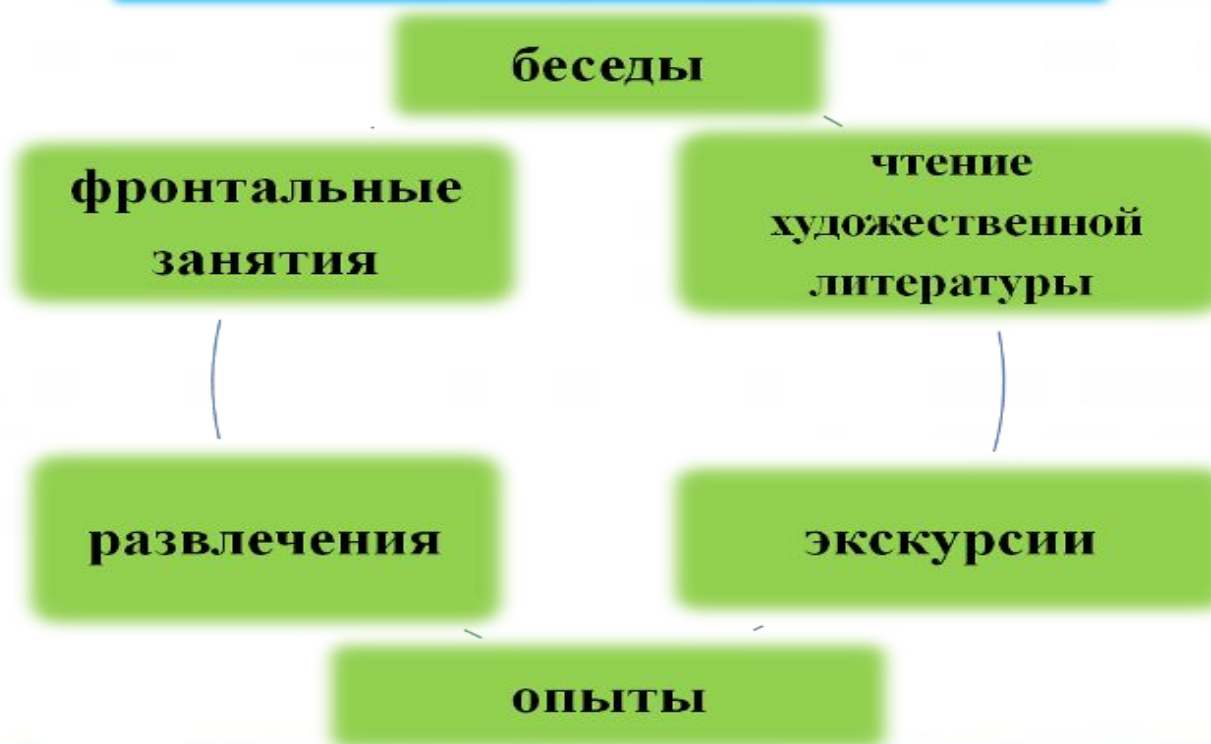 беседы
фронтальные
занятия
чтение
художественной
литературы
развлечения
экскурсии
опыты